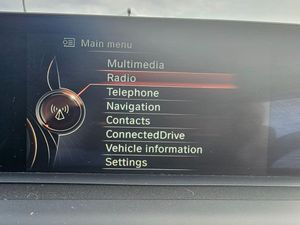 Main menu
Multimedia
Radio
Telephone
Navigation
Contacts
ConnectedDrive
Vehicle information
Settings